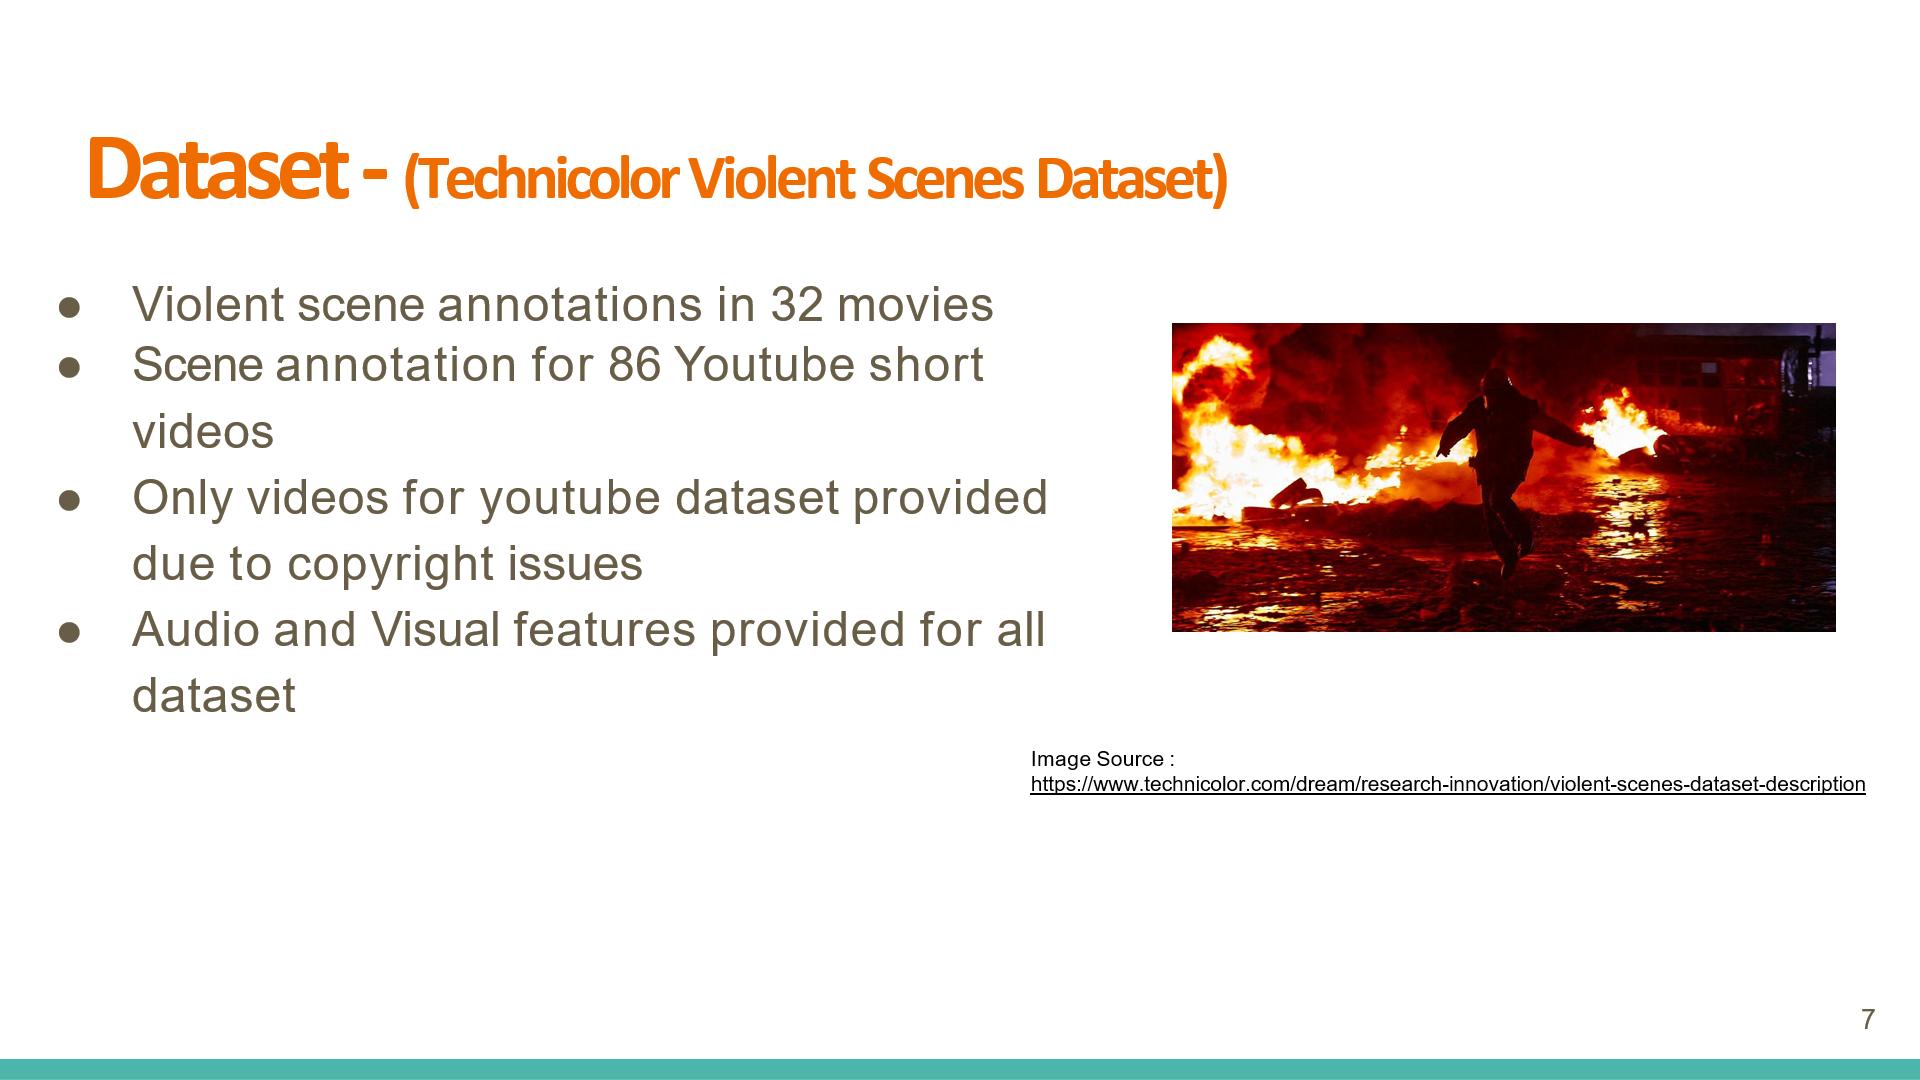 Dataset - (Technicolor Violent Scenes Dataset)
● Violent scene annotations in 32 movies
● Scene annotation for 86 Youtube short
videos
● Only videos for youtube dataset provided
due to copyright issues
● Audio and Visual features provided for all
dataset
Image Source :
https://www.technicolor.com/dream/research-innovation/violent-scenes-dataset-description
7